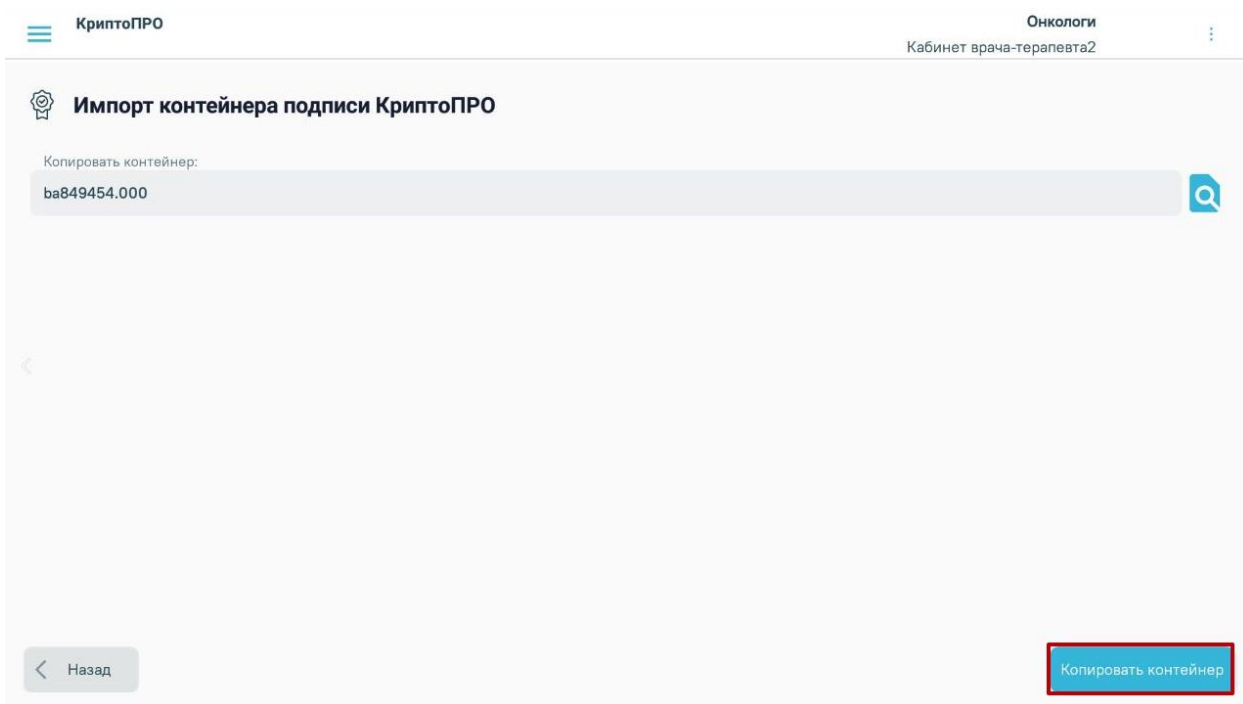 КриптоПРО
Онкологи
Кабинет врача-терапевта2
Импорт контейнера подписи КриптоПРО
Копировать контейнер:
ba849454.000
Назад
Копировать контейнер